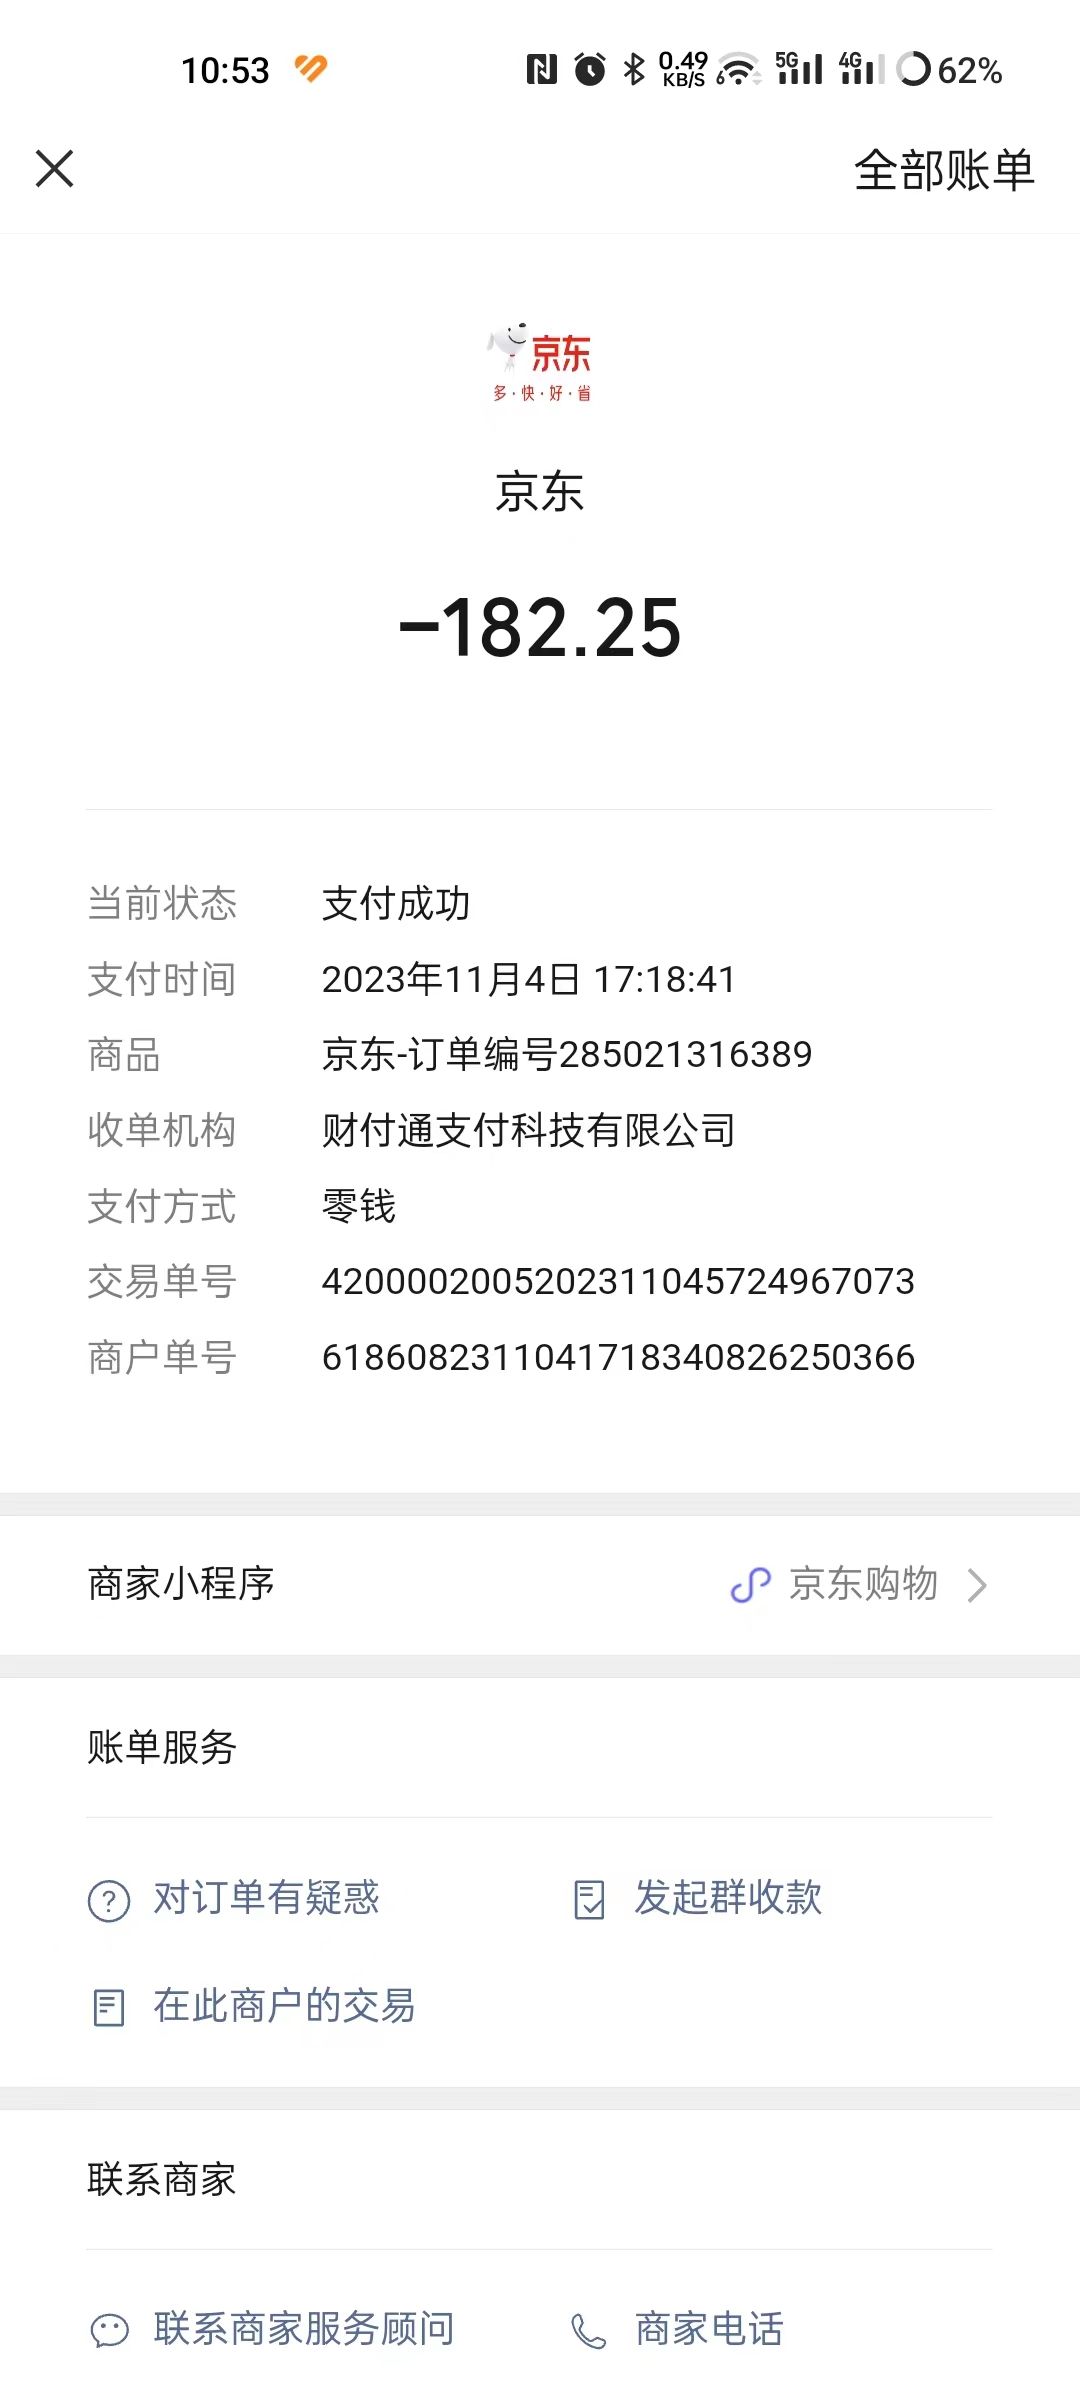 10:53 0.49 KB/S 6 5G 4G 62%
全部账单
京东
多·快·好·省
京东
-182.25
当前状态 支付成功
支付时间 2023年11月4日 17:18:41
商品 京东-订单编号285021316389
收单机构 财付通支付科技有限公司
支付方式 零钱
交易单号 4200002005202311045724967073
商户单号 6186082311041718340826250366
商家小程序 京东购物
账单服务
对订单有疑惑 发起群收款
在此商户的交易
联系商家
联系商家服务顾问 商家电话